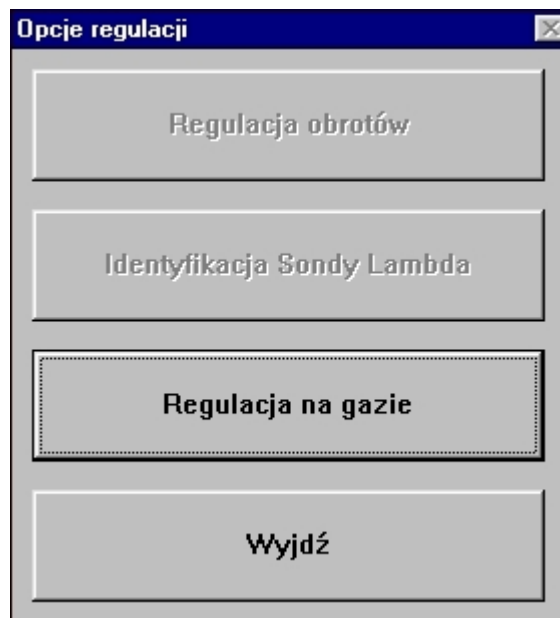 Opcje regulacji
Regulacja obrotów
Identyfikacja Sondy Lambda
Regulacja na gazie
Wyjdź